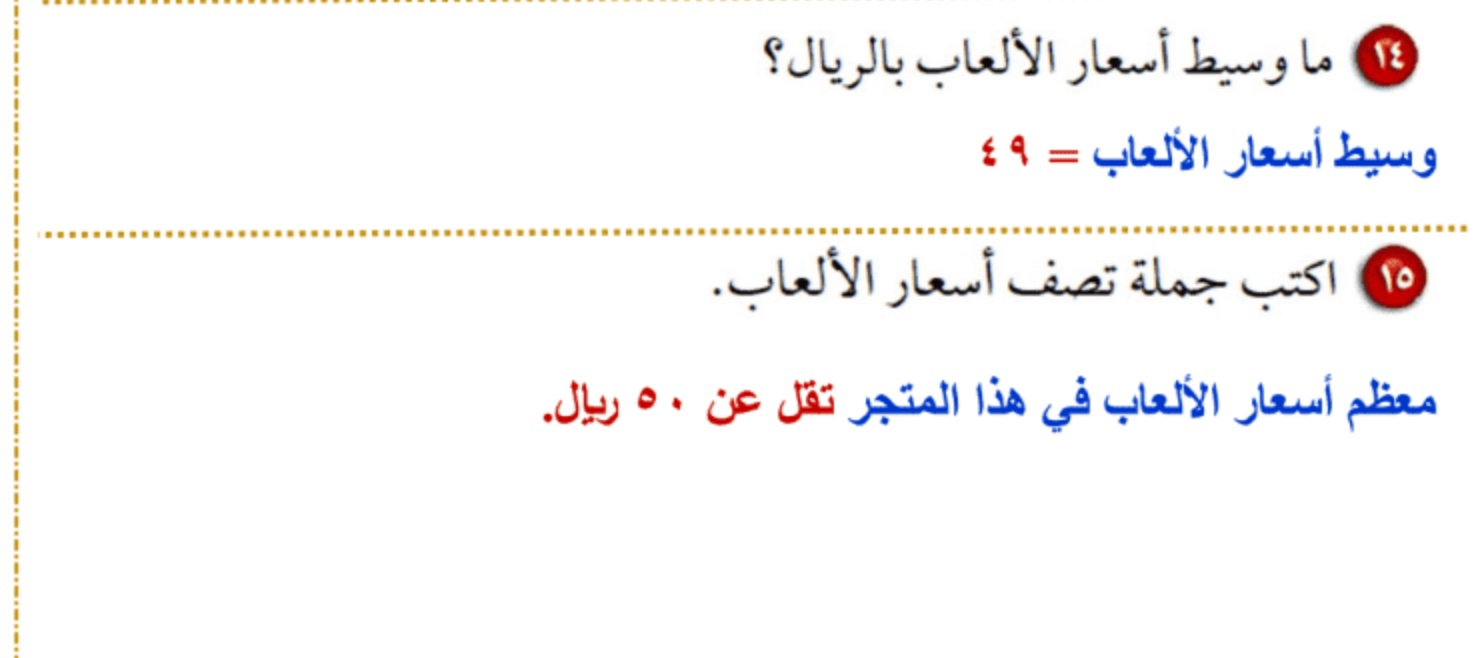 ١٤ ما وسيط أسعار الألعاب بالريال؟
وسيط أسعار الألعاب = ٤٩
١٥ اكتب جملة تصف أسعار الألعاب.
معظم أسعار الألعاب في هذا المتجر تقل عن ٥٠ ريال.